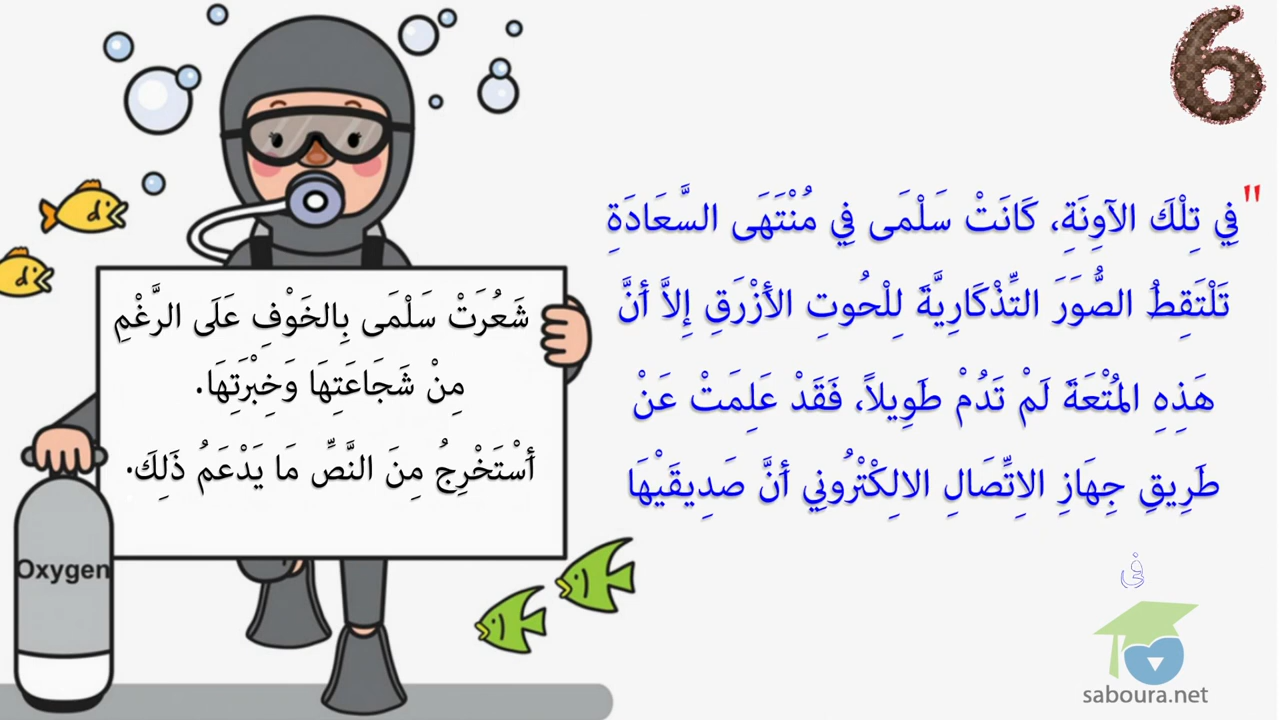 6
"فِي تِلْكَ الآوِنَةِ، كَانَتْ سَلْمَى فِي مُنْتَهَى السَّعَادَةِ
تَلْتَقِطُ الصُّوَرَ التِّذْكَارِيَّةَ لِلْحُوتِ الأَزْرَقِ إِلاَّ أَنَّ
هَذِهِ المُتْعَةَ لَمْ تَدُمْ طَوِيلاً، فَقَدْ عَلِمَتْ عَنْ
طَرِيقِ جِهَازِ الاِتِّصَالِ الالِكْتْرُونِي أَنَّ صَدِيقَيْهَا
فِي
شَعُرَتْ سَلْمَى بِالخَوْفِ عَلَى الرَّغْمِ
مِنْ شَجَاعَتِهَا وَخِبْرَتِهَا.
أَسْتَخْرِجُ مِنَ النَّصِّ مَا يَدْعَمُ ذَلِكَ.
Oxygen
saboura.net